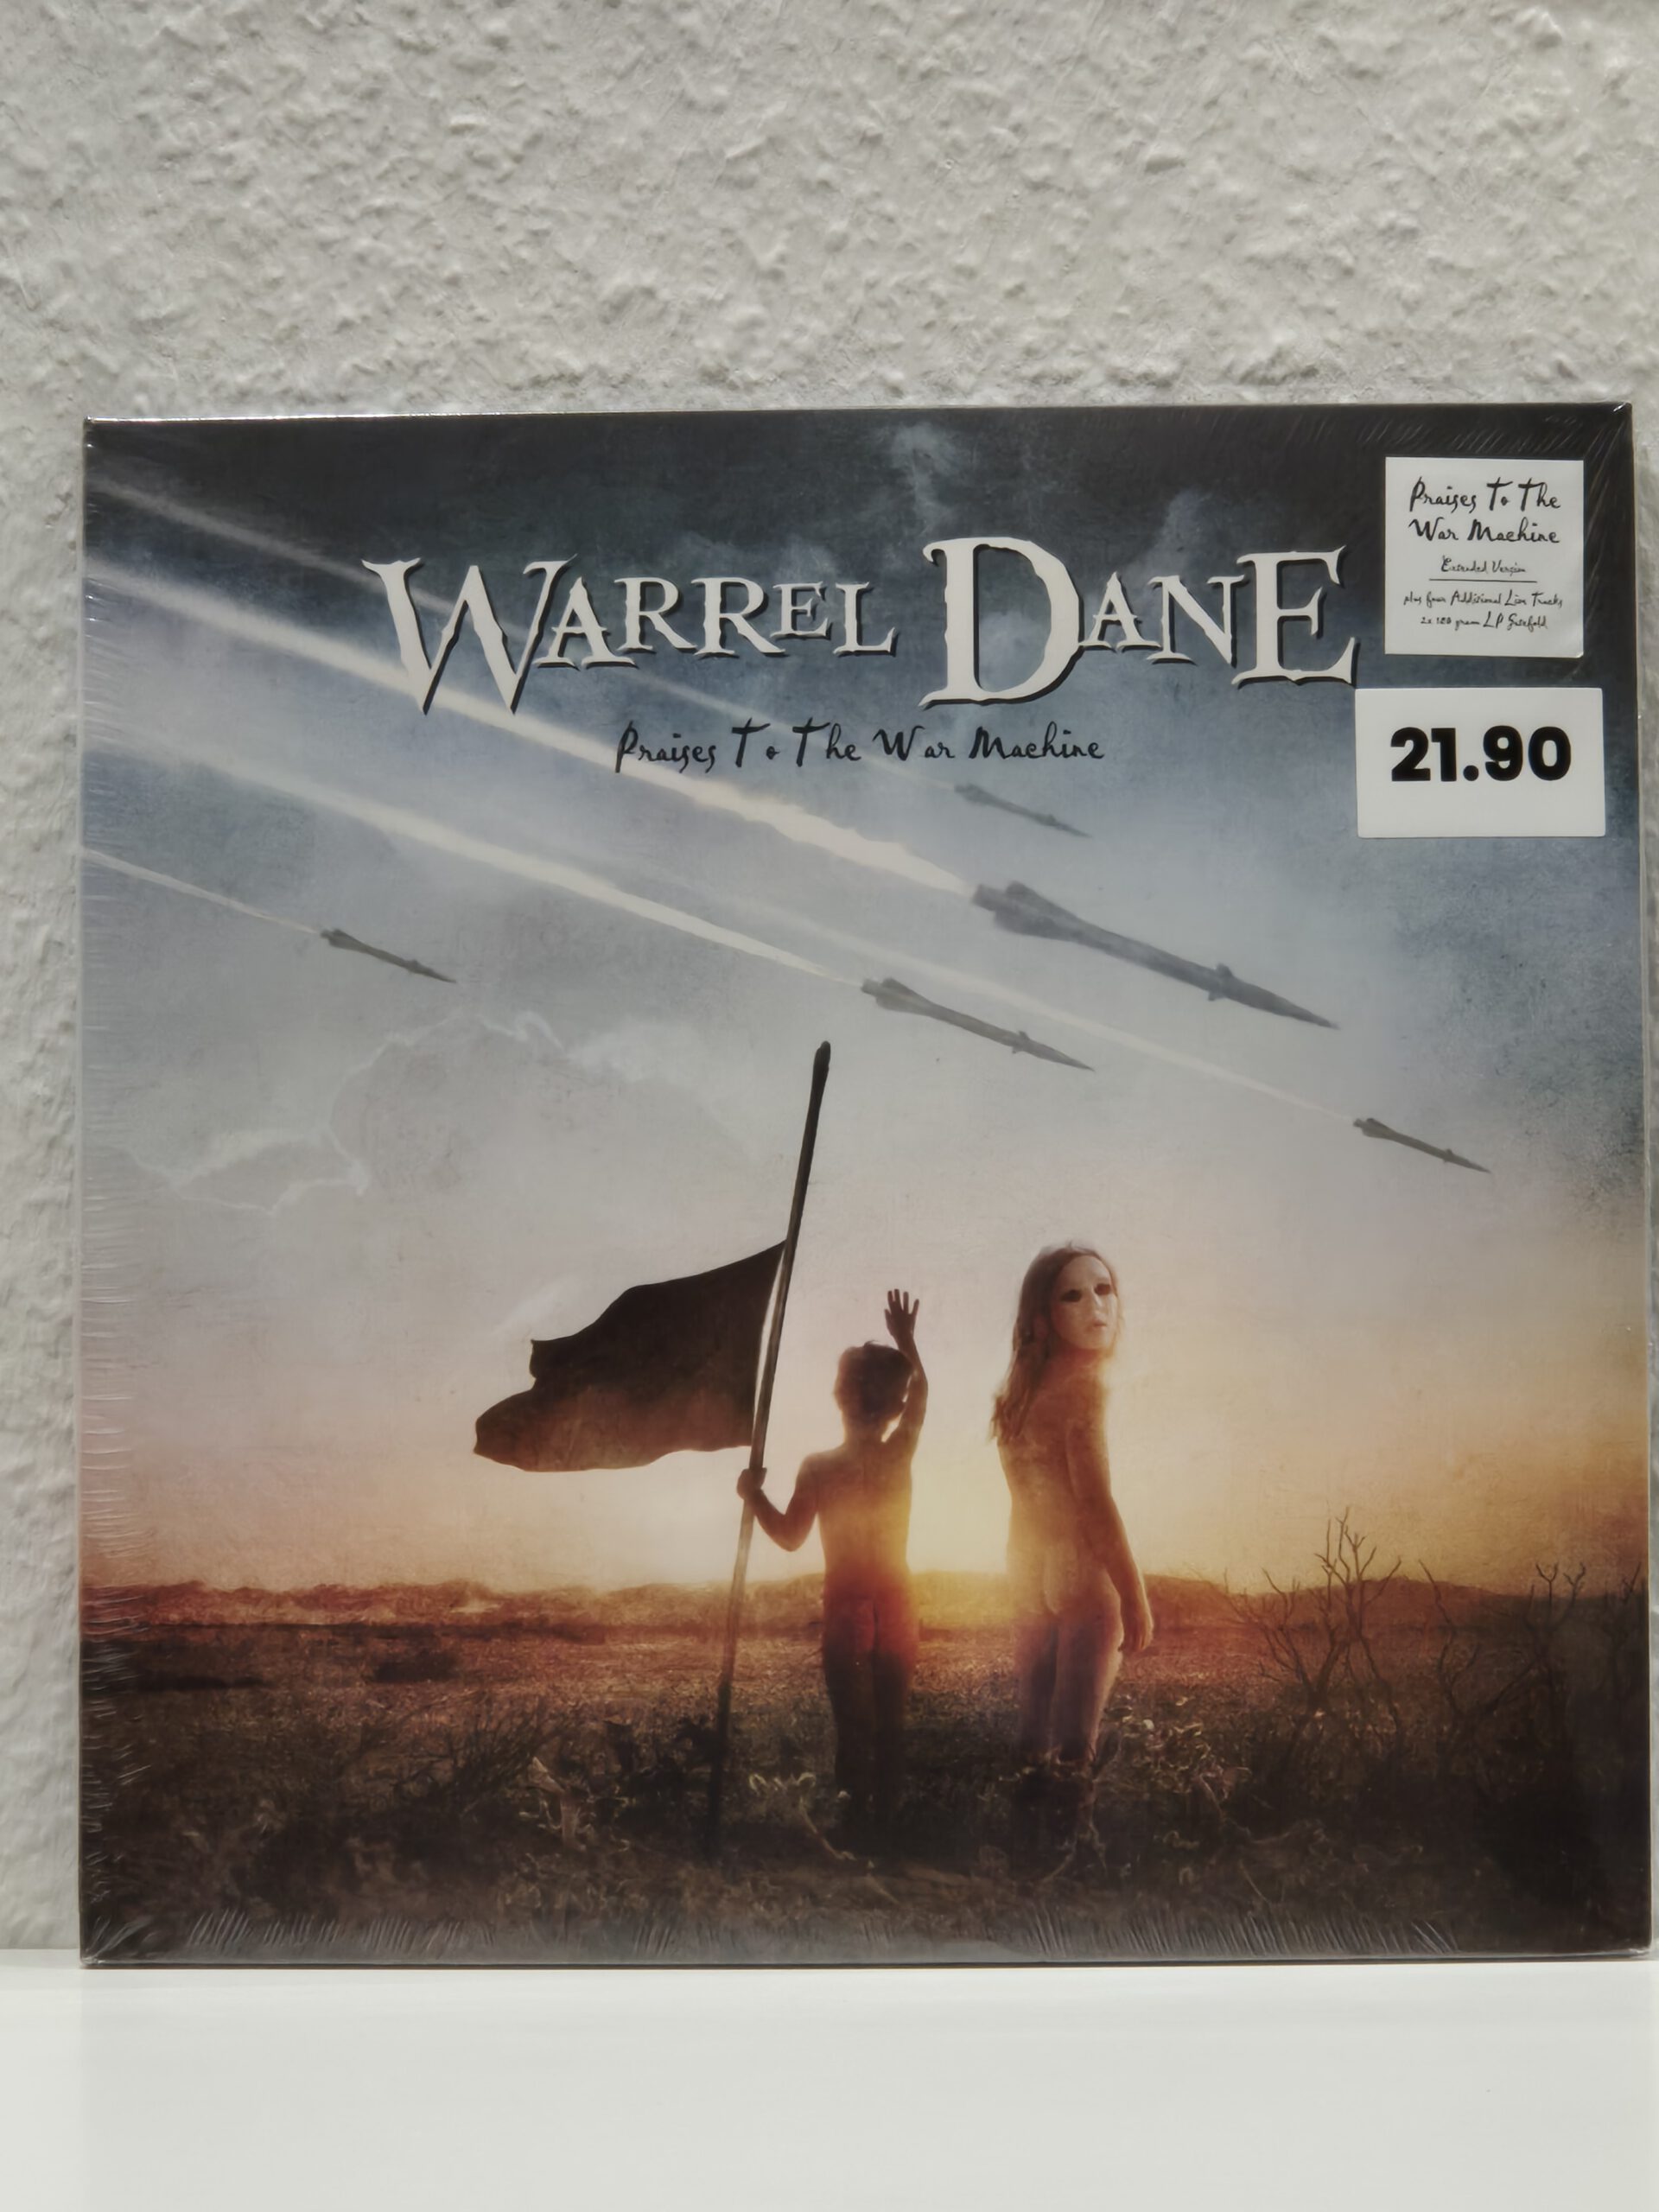 WARREL DANE
Praises To The War Machine
Praises To The
War Machine
Extended Version
plus four Additional Live Tracks
2x 180 gram LP Gatefold
21.90